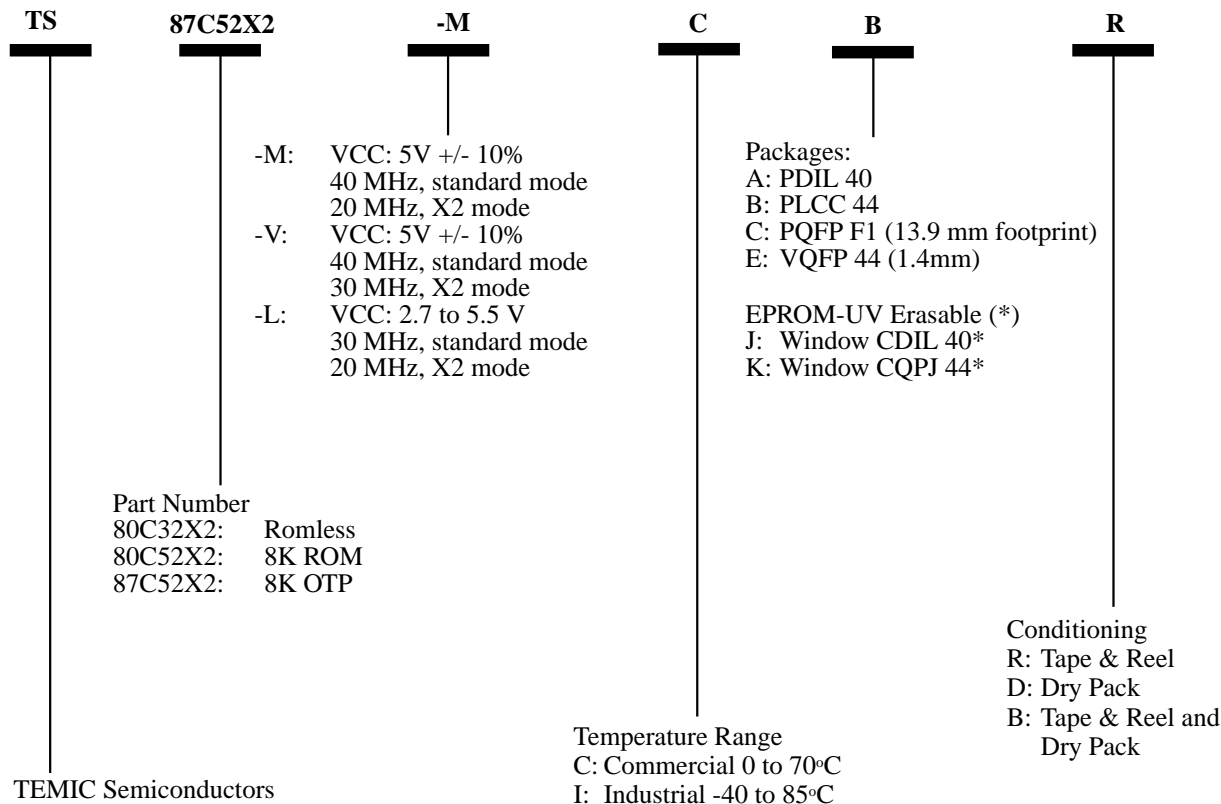 TS 87C52X2 -M C B R
-M: VCC: 5V +/- 10%
40 MHz, standard mode
20 MHz, X2 mode
-V: VCC: 5V +/- 10%
40 MHz, standard mode
30 MHz, X2 mode
-L: VCC: 2.7 to 5.5 V
30 MHz, standard mode
20 MHz, X2 mode
Packages:
A: PDIL 40
B: PLCC 44
C: PQFP F1 (13.9 mm footprint)
E: VQFP 44 (1.4mm)
EPROM-UV Erasable (*)
J: Window CDIL 40*
K: Window CQPJ 44*
Part Number
80C32X2: Romless
80C52X2: 8K ROM
87C52X2: 8K OTP
Conditioning
R: Tape & Reel
D: Dry Pack
B: Tape & Reel and
Dry Pack
Temperature Range
C: Commercial 0 to 70°C
I: Industrial -40 to 85°C
TEMIC Semiconductors